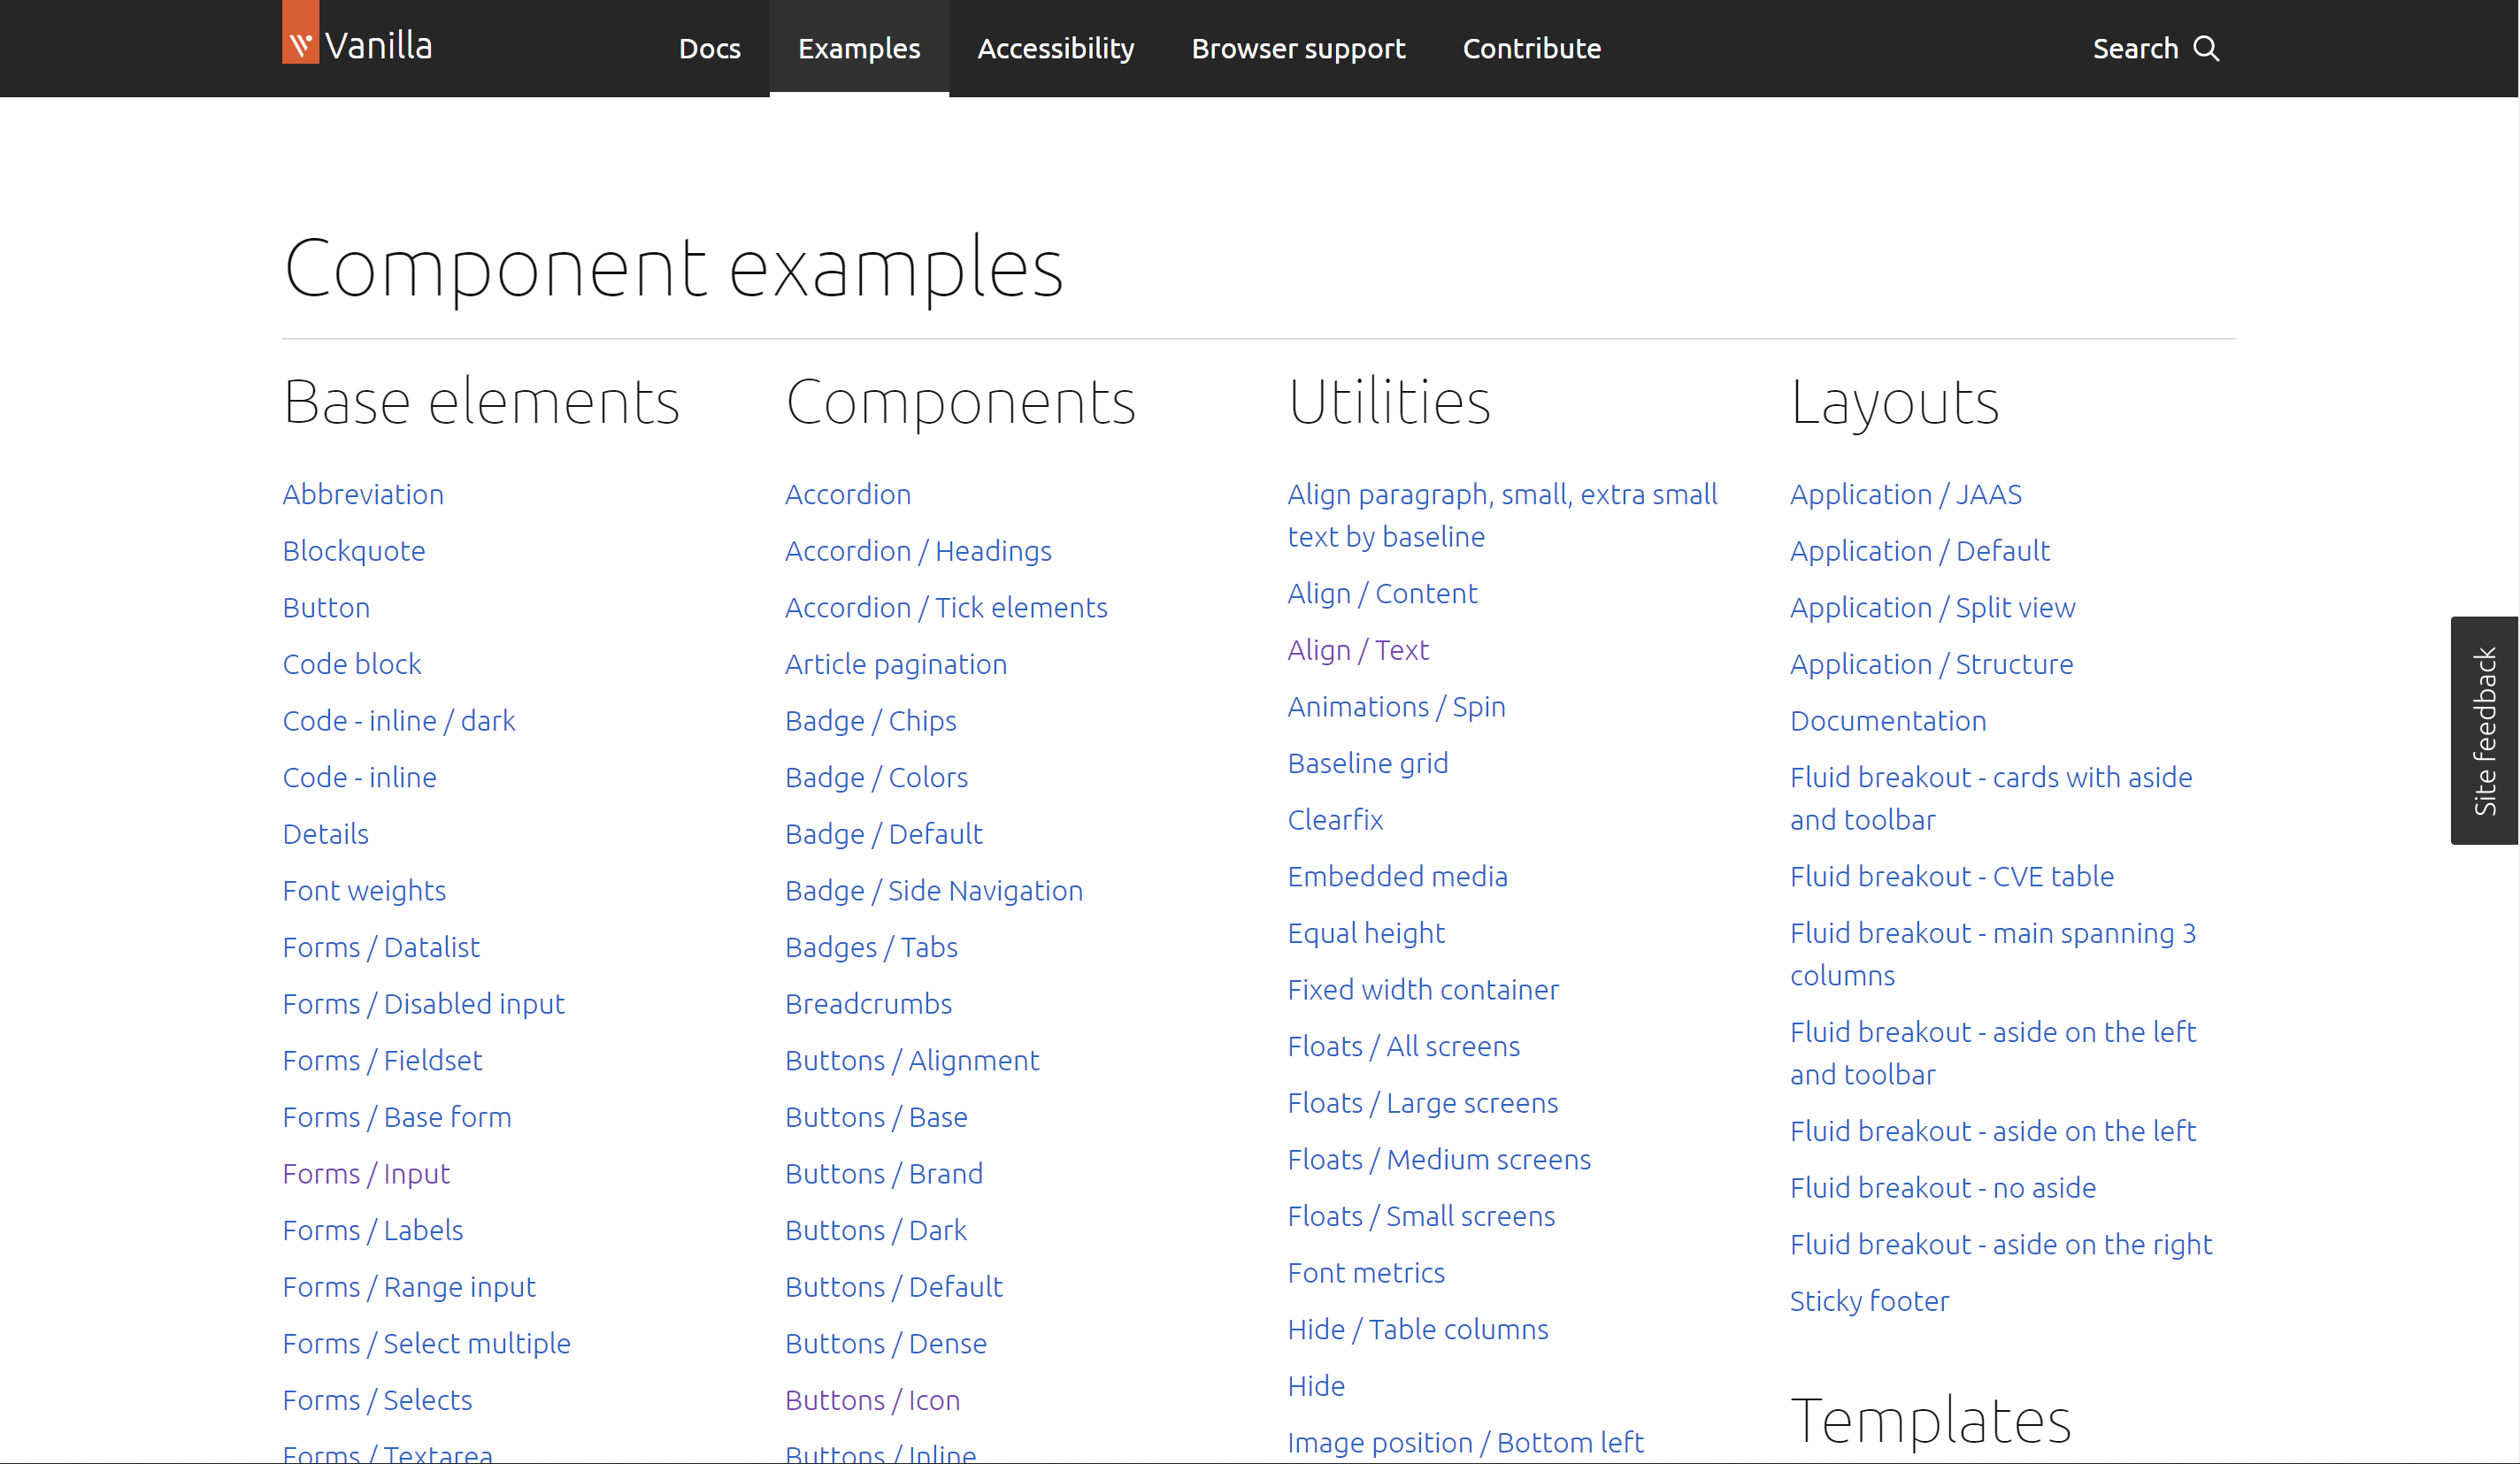 Vanilla
Docs
Examples
Accessibility
Browser support
Contribute
Search
Component examples
Base elements
Abbreviation
Blockquote
Button
Code block
Code - inline / dark
Code - inline
Details
Font weights
Forms / Datalist
Forms / Disabled input
Forms / Fieldset
Forms / Base form
Forms / Input
Forms / Labels
Forms / Range input
Forms / Select multiple
Forms / Selects
Forms / Textarea
Components
Accordion
Accordion / Headings
Accordion / Tick elements
Article pagination
Badge / Chips
Badge / Colors
Badge / Default
Badge / Side Navigation
Badges / Tabs
Breadcrumbs
Buttons / Alignment
Buttons / Base
Buttons / Brand
Buttons / Dark
Buttons / Default
Buttons / Dense
Buttons / Icon
Buttons / Inline
Utilities
Align paragraph, small, extra small
text by baseline
Align / Content
Align / Text
Animations / Spin
Baseline grid
Clearfix
Embedded media
Equal height
Fixed width container
Floats / All screens
Floats / Large screens
Floats / Medium screens
Floats / Small screens
Font metrics
Hide / Table columns
Hide
Image position / Bottom left
Layouts
Application / JAAS
Application / Default
Application / Split view
Application / Structure
Documentation
Fluid breakout - cards with aside
and toolbar
Fluid breakout - CVE table
Fluid breakout - main spanning 3
columns
Fluid breakout - aside on the left
and toolbar
Fluid breakout - aside on the left
Fluid breakout - no aside
Fluid breakout - aside on the right
Sticky footer
Templates
Site feedback